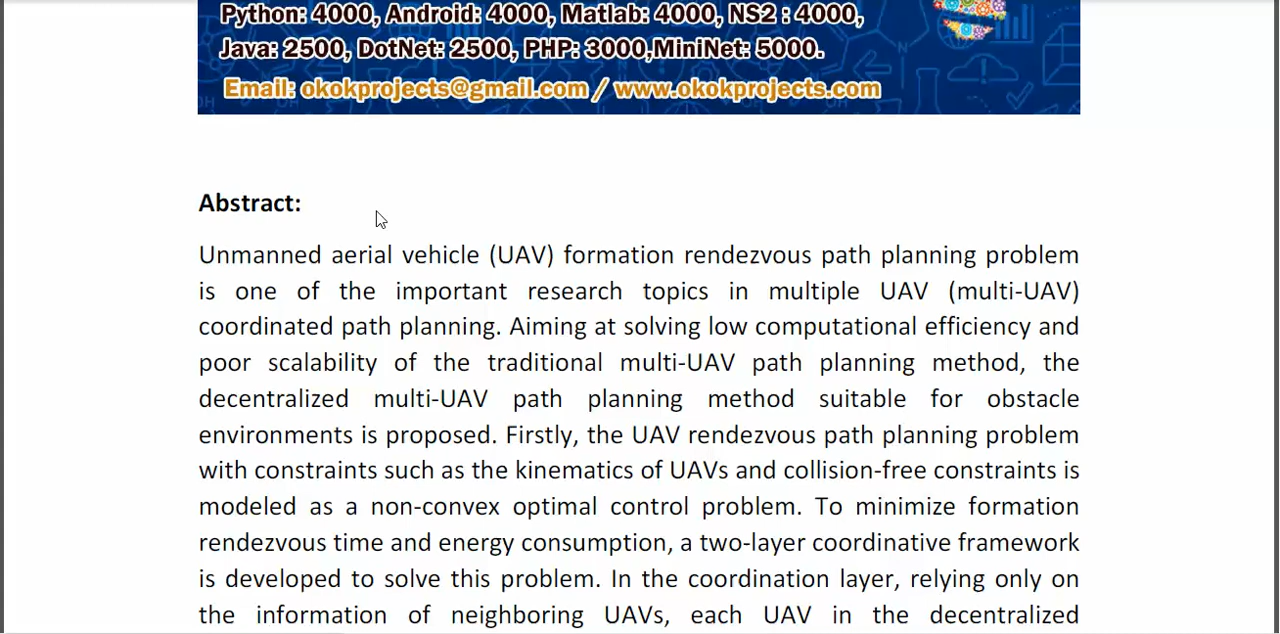 Python: 4000, Android: 4000, Matlab: 4000, NS2 : 4000,
Java: 2500, DotNet: 2500, PHP: 3000,MiniNet: 5000.
Email: okokprojects@gmail.com / www.okokprojects.com
Abstract:
Unmanned aerial vehicle (UAV) formation rendezvous path planning problem
is one of the important research topics in multiple UAV (multi-UAV)
coordinated path planning. Aiming at solving low computational efficiency and
poor scalability of the traditional multi-UAV path planning method, the
decentralized multi-UAV path planning method suitable for obstacle
environments is proposed. Firstly, the UAV rendezvous path planning problem
with constraints such as the kinematics of UAVs and collision-free constraints is
modeled as a non-convex optimal control problem. To minimize formation
rendezvous time and energy consumption, a two-layer coordinative framework
is developed to solve this problem. In the coordination layer, relying only on
the information of neighboring UAVs, each UAV in the decentralized